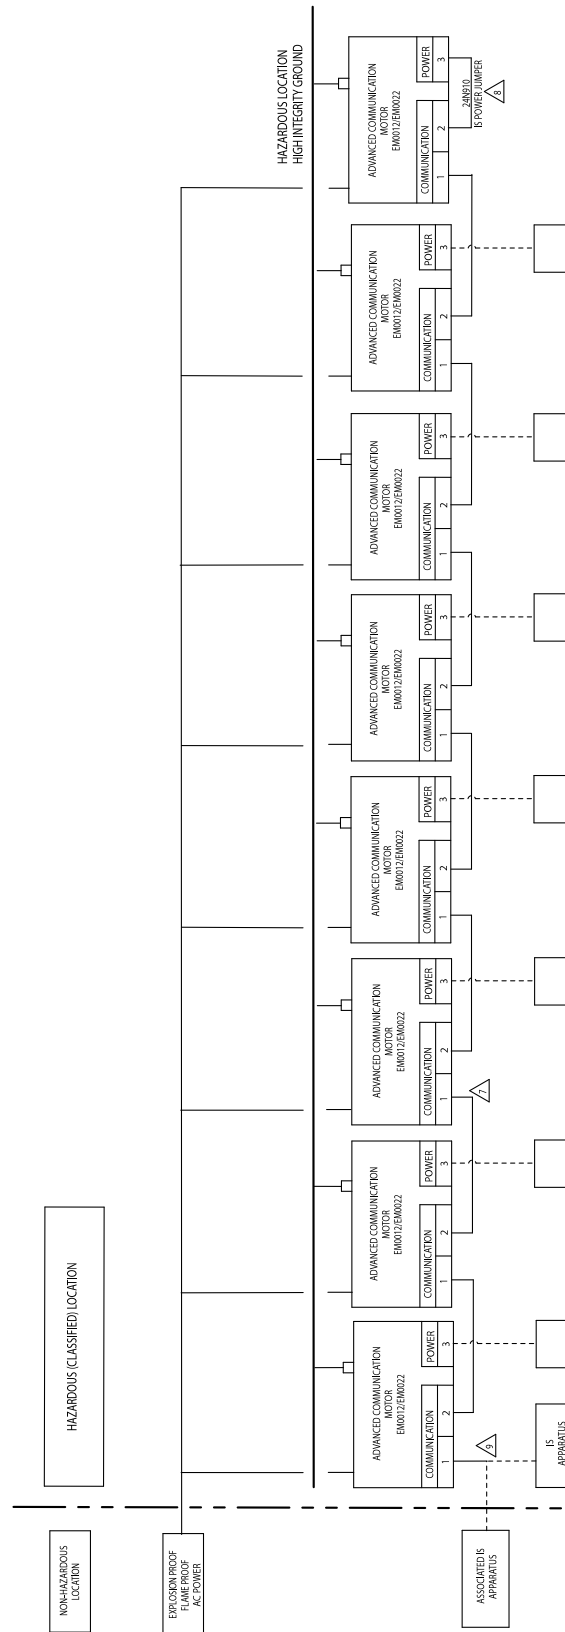 NON-HAZARDOUS
LOCATION
HAZARDOUS (CLASSIFIED) LOCATION
EXPLOSION PROOF
FLAME PROOF
AC POWER
HAZARDOUS LOCATION
HIGH INTEGRITY GROUND
ADVANCED COMMUNICATION
MOTOR
EM0012/EM0022
COMMUNICATION POWER
1 2 3
ADVANCED COMMUNICATION
MOTOR
EM0012/EM0022
COMMUNICATION POWER
1 2 3
ADVANCED COMMUNICATION
MOTOR
EM0012/EM0022
COMMUNICATION POWER
1 2 3
ADVANCED COMMUNICATION
MOTOR
EM0012/EM0022
COMMUNICATION POWER
1 2 3
ADVANCED COMMUNICATION
MOTOR
EM0012/EM0022
COMMUNICATION POWER
1 2 3
ADVANCED COMMUNICATION
MOTOR
EM0012/EM0022
COMMUNICATION POWER
1 2 3
ADVANCED COMMUNICATION
MOTOR
EM0012/EM0022
COMMUNICATION POWER
1 2 3
ADVANCED COMMUNICATION
MOTOR
EM0012/EM0022
COMMUNICATION POWER
1 2 3
24N910
IS POWER JUMPER
8
7
9
ASSOCIATED IS
APPARATUS
IS
APPARATUS